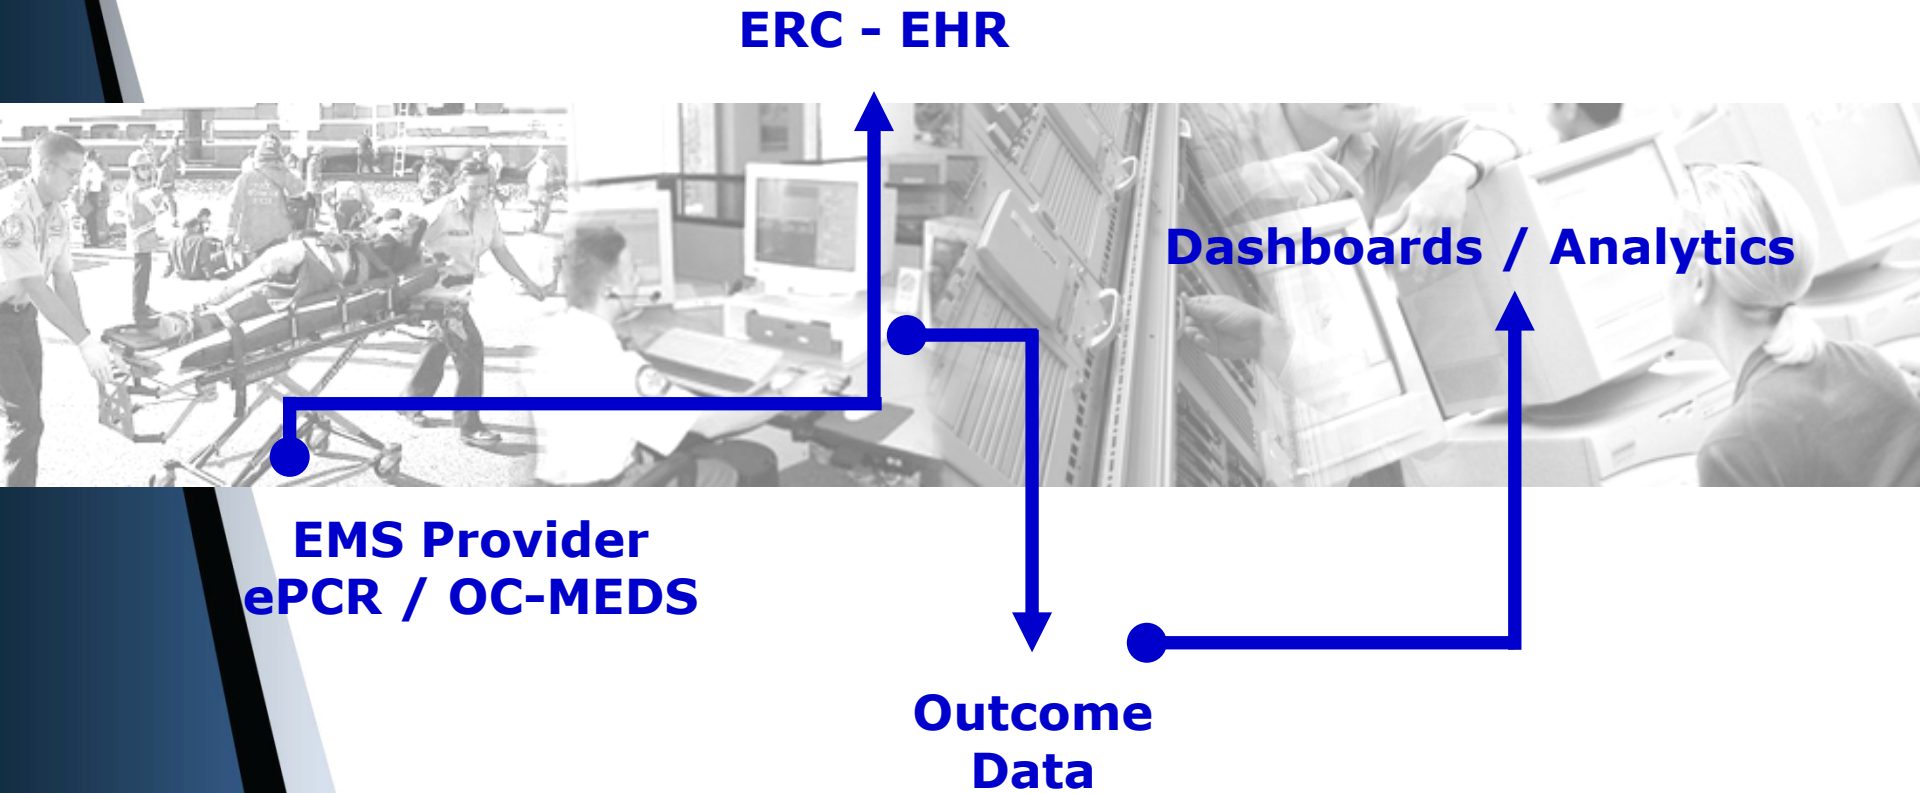 ERC - EHR
Dashboards / Analytics
EMS Provider
ePCR / OC-MEDS
Outcome
Data